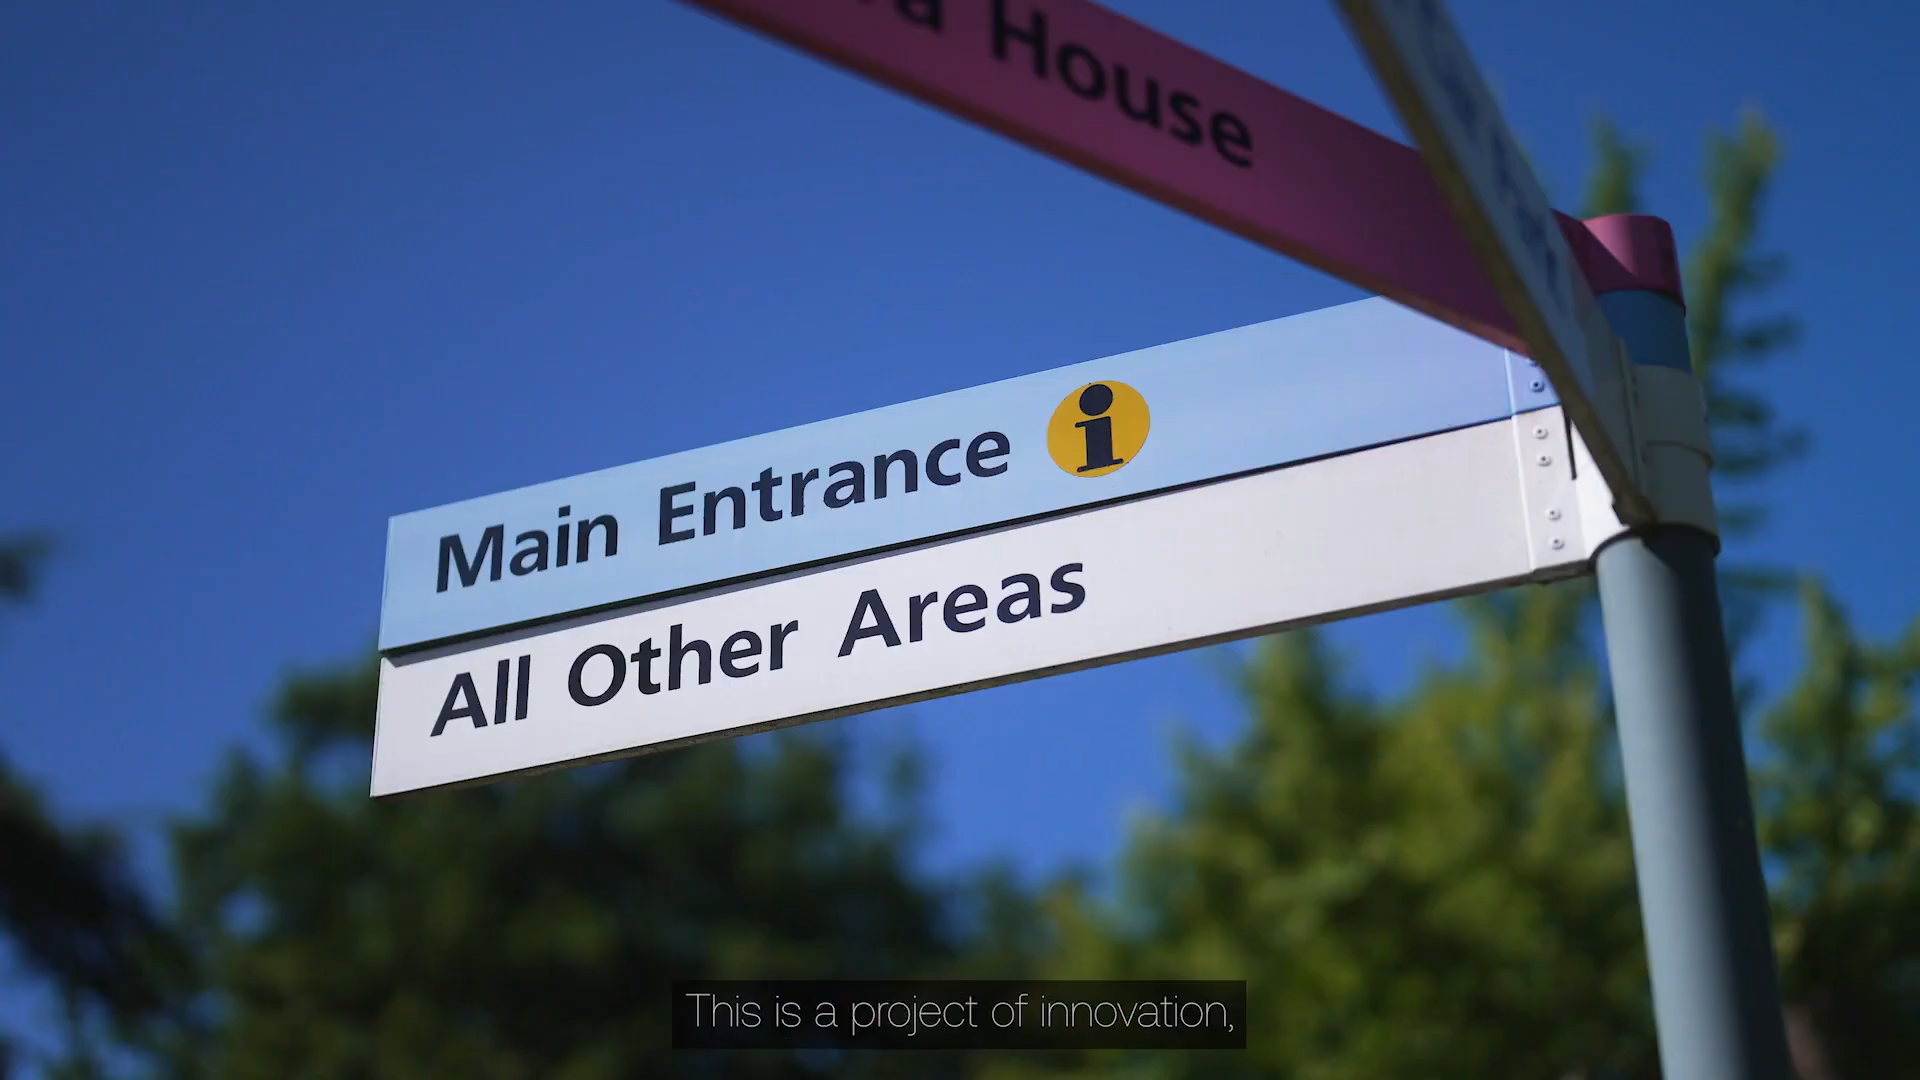 House
Main Entrance i
All Other Areas
This is a project of innovation,